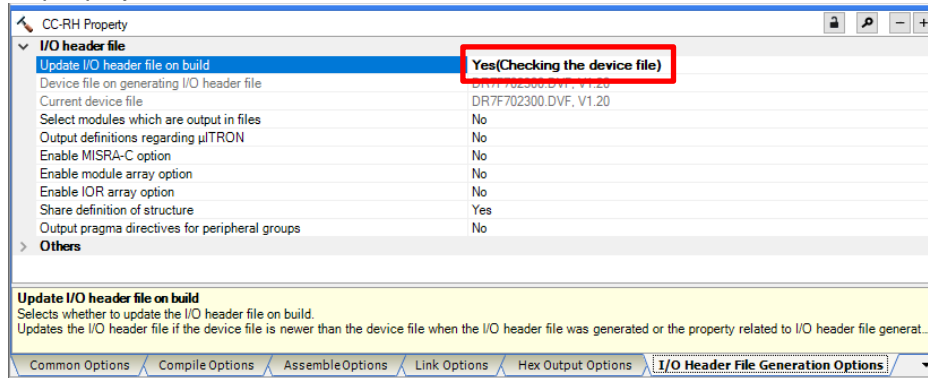 CC-RH Property
I/O header file
Update I/O header file on build Yes(Checking the device file)
Device file on generating I/O header file DR7F702300.DVF, V1.20
Current device file DR7F702300.DVF, V1.20
Select modules which are output in files No
Output definitions regarding µITRON No
Enable MISRA-C option No
Enable module array option No
Enable IOR array option No
Share definition of structure Yes
Output pragma directives for peripheral groups No
Others
Update I/O header file on build
Selects whether to update the I/O header file on build.
Updates the I/O header file if the device file is newer than the device file when the I/O header file was generated or the property related to I/O header file generat...
Common Options Compile Options Assemble Options Link Options Hex Output Options I/O Header File Generation Options